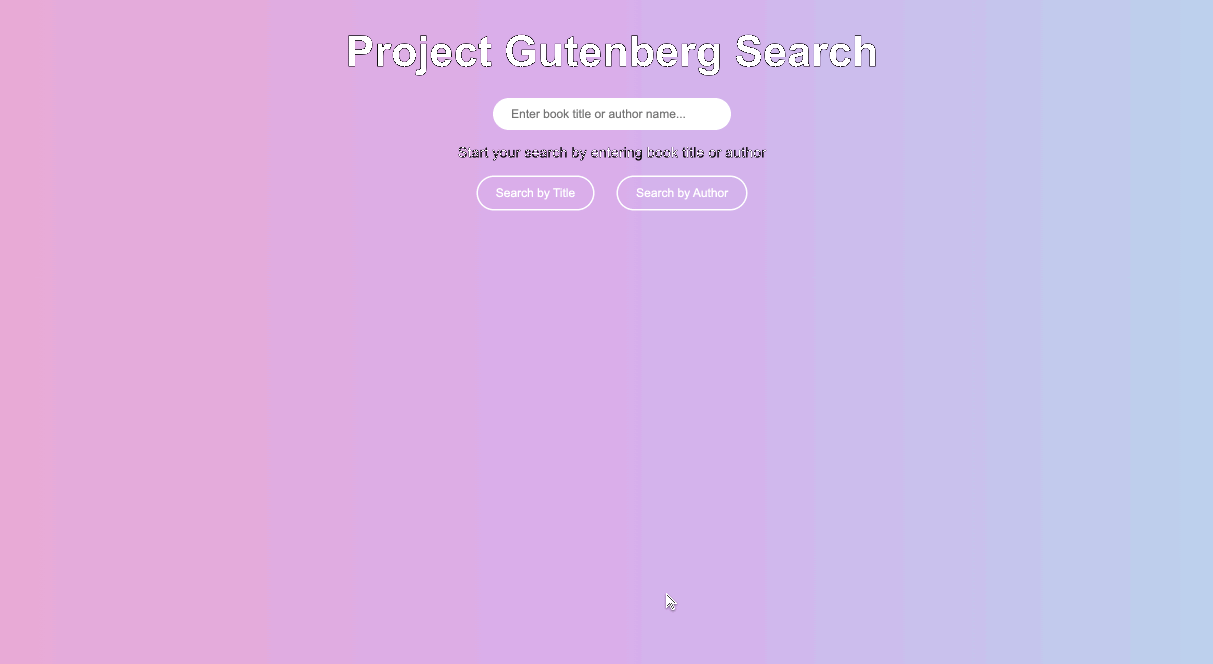 Project Gutenberg Search
Enter book title or author name...
Start your search by entering book title or author
Search by Title
Search by Author